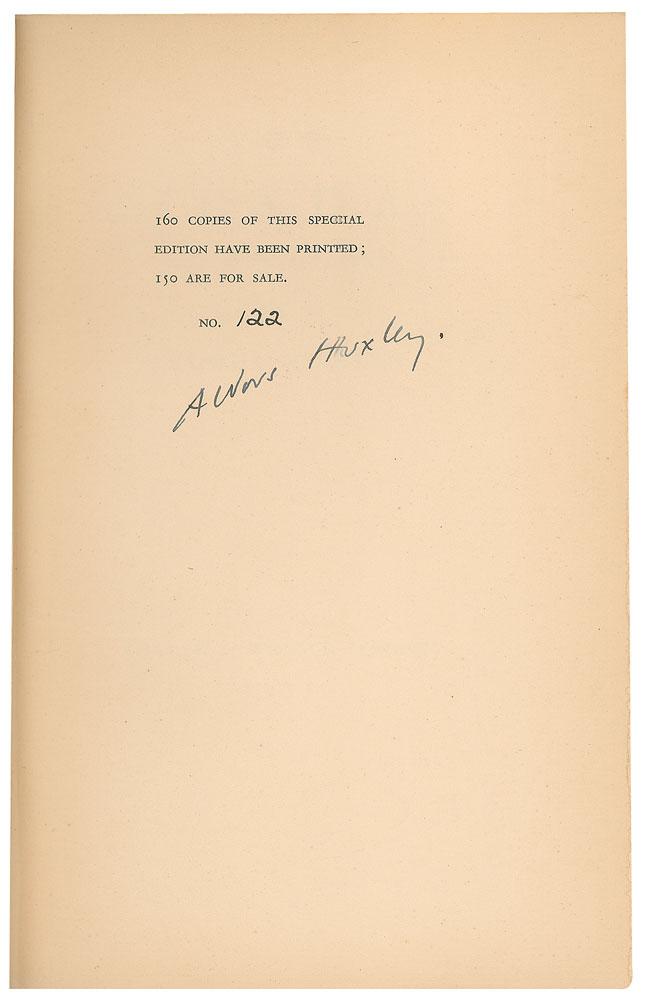 160 COPIES OF THIS SPECIAL
EDITION HAVE BEEN PRINTED;
150 ARE FOR SALE.
NO. 122
Aldous Huxley.